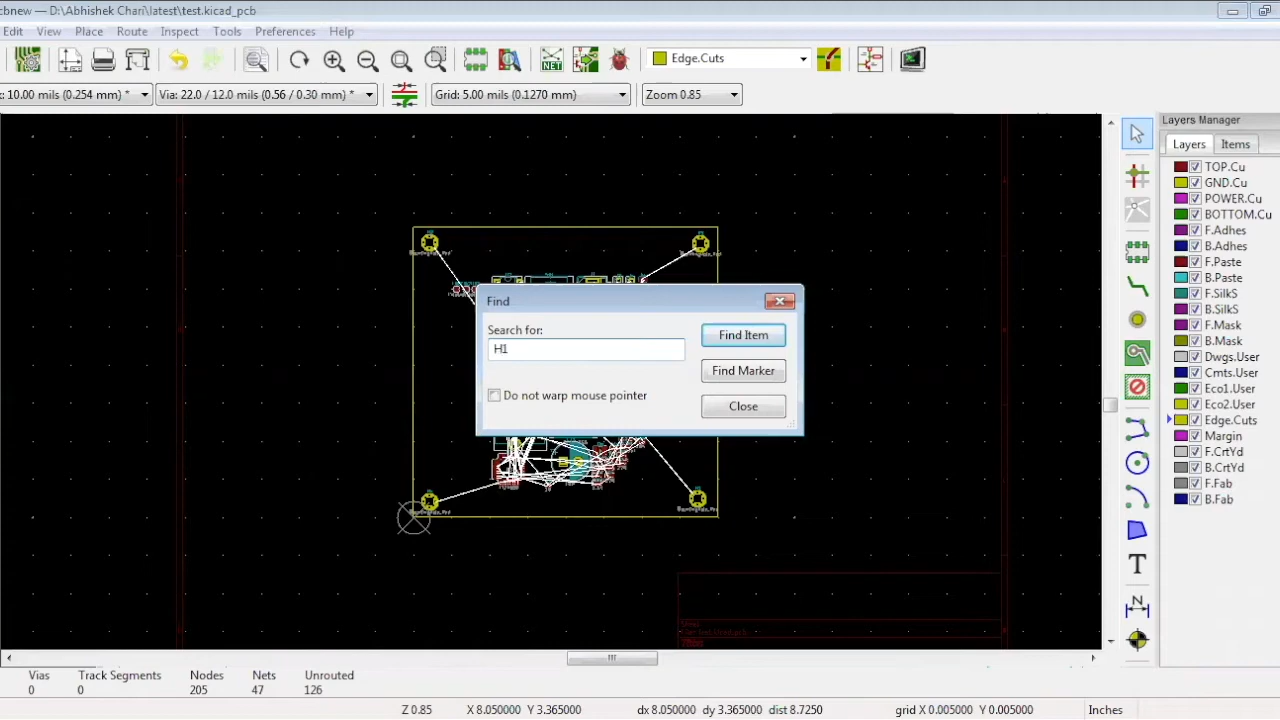 cbnew — D:\Abhishek Chari\latest\test.kicad_pcb
Edit View Place Route Inspect Tools Preferences Help
NET Edge.Cuts
: 10.00 mils (0.254 mm) * Via: 22.0 / 12.0 mils (0.56 / 0.30 mm) * Grid: 5.00 mils (0.1270 mm) Zoom 0.85
Layers Manager
Layers Items
TOP.Cu
GND.Cu
POWER.Cu
BOTTOM.Cu
F.Adhes
B.Adhes
F.Paste
B.Paste
F.SilkS
B.SilkS
F.Mask
B.Mask
Dwgs.User
Cmts.User
Eco1.User
Eco2.User
Edge.Cuts
Margin
F.CrtYd
B.CrtYd
F.Fab
B.Fab
Find
Search for:
H1
Find Item
Find Marker
Do not warp mouse pointer
Close
T
N
Vias Track Segments Nodes Nets Unrouted
0 0 205 47 126
Z 0.85 X 8.050000 Y 3.365000 dx 8.050000 dy 3.365000 dist 8.7250 grid X 0.005000 Y 0.005000 Inches